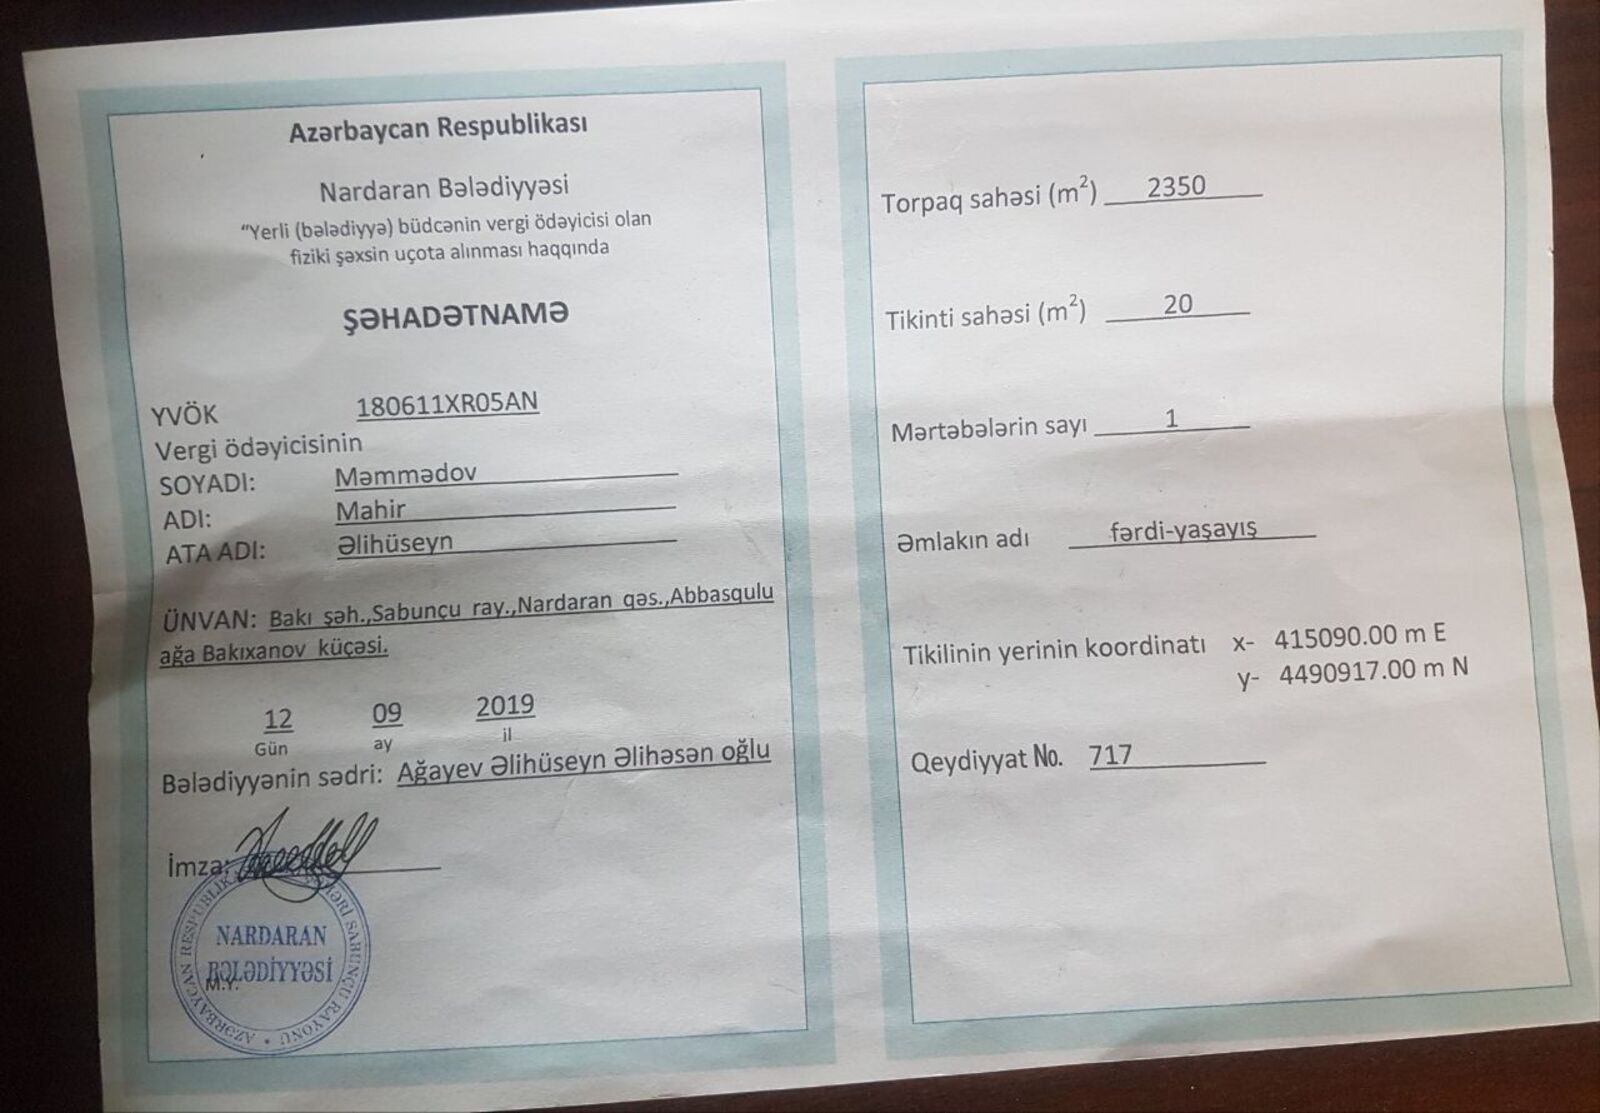 Azərbaycan Respublikası
Nardaran Bələdiyyəsi
“Yerli (bələdiyyə) büdcənin vergi ödəyicisi olan
fiziki şəxsin uçota alınması haqqında
ŞƏHADƏTNAMƏ
YVÖK 180611XR05AN
Vergi ödəyicisinin
SOYADI: Məmmədov
ADI: Mahir
ATA ADI: Əlihüseyn
ÜNVAN: Bakı şəh.,Sabunçu ray.,Nardaran qəs.,Abbasqulu
ağa Bakıxanov küçəsi.
12 09 2019
Gün ay il
Bələdiyyənin sədri: Ağayev Əlihüseyn Əlihəsən oğlu
İmza:
NARDARAN
BƏLƏDİYYƏSİ
M.Y.
AZƏRBAYCAN RESPUBLIKA
SABUNÇU RAYONU
Torpaq sahəsi (m²) 2350
Tikinti sahəsi (m²) 20
Mərtəbələrin sayı 1
Əmlakın adı fərdi-yaşayış
Tikilinin yerinin koordinatı x- 415090.00 m E
y- 4490917.00 m N
Qeydiyyat No. 717